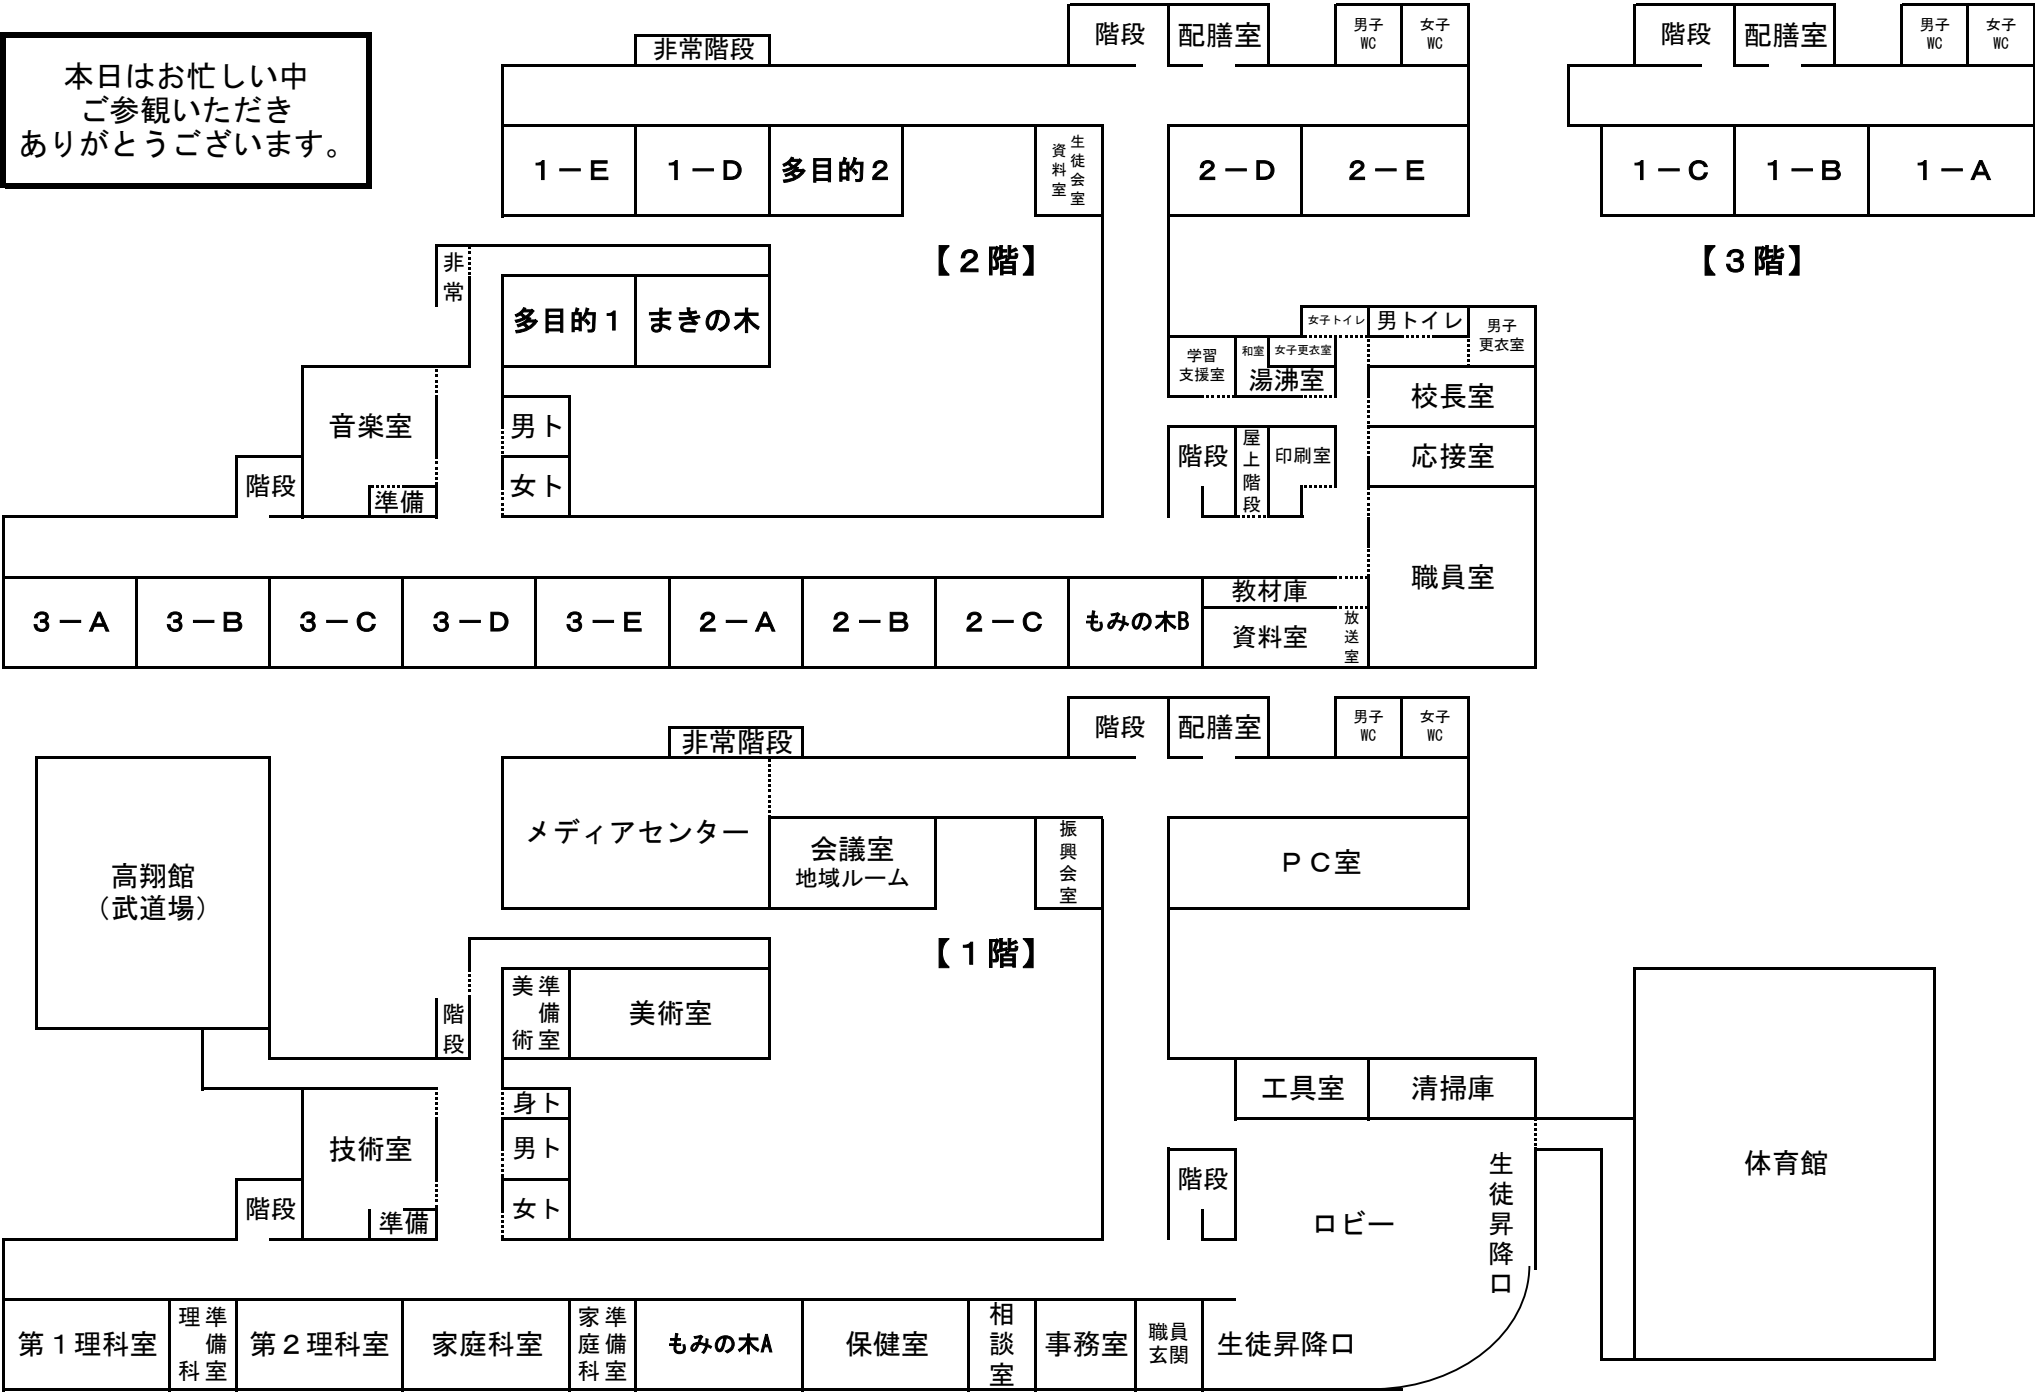 本日はお忙しい中
ご参観いただき
ありがとうございます。
非常階段
階段
配膳室
男子
WC
女子
WC
1－E
1－D
多目的2
資料室
生徒会室
2－D
2－E
【2階】
非常
多目的1
まきの木
女子トイレ
男トイレ
男子
更衣室
学習
支援室
和室
女子更衣室
湯沸室
校長室
音楽室
男ト
階段
屋上階段
印刷室
応接室
階段
準備
女ト
職員室
3－A
3－B
3－C
3－D
3－E
2－A
2－B
2－C
もみの木B
教材庫
資料室
放送室
階段
配膳室
男子
WC
女子
WC
1－C
1－B
1－A
【3階】
非常階段
階段
配膳室
男子
WC
女子
WC
高翔館
（武道場）
メディアセンター
会議室
地域ルーム
振興会室
PC室
【1階】
階段
美術
準備室
美術室
工具室
清掃庫
身ト
技術室
男ト
階段
準備
女ト
階段
ロビー
生徒昇降口
体育館
第1理科室
理科
準備室
第2理科室
家庭科室
家庭科
準備室
もみの木A
保健室
相談室
事務室
職員
玄関
生徒昇降口